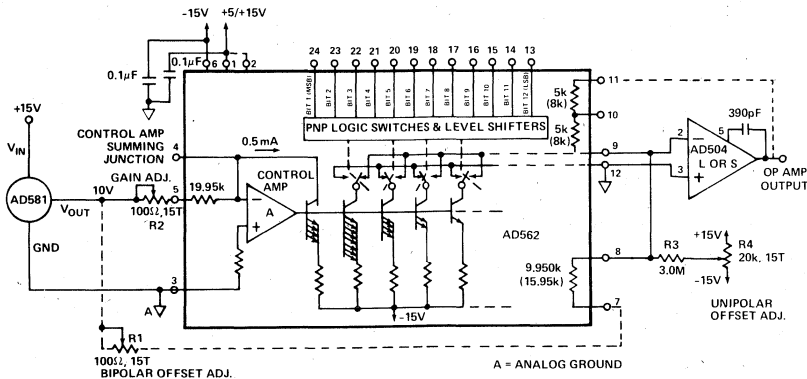 -15V
+5/+15V
0.1µF
0.1µF
6
1
2
24
23
22
21
20
19
18
17
16
15
14
13
BIT 1 (MSB)
BIT 2
BIT 3
BIT 4
BIT 5
BIT 6
BIT 7
BIT 8
BIT 9
BIT 10
BIT 11
BIT 12 (LSB)
PNP LOGIC SWITCHES & LEVEL SHIFTERS
5k
(8k)
5k
(8k)
11
10
9
12
390pF
2
5
AD504
L OR S
3
OP AMP
OUTPUT
+15V
VIN
CONTROL AMP
SUMMING
JUNCTION
4
0.5 mA
GAIN ADJ.
AD581
10V
VOUT
5
100Ω, 15T
R2
19.95k
CONTROL
AMP
A
AD562
GND
3
A
9.950k
(15.95k)
8
7
R3
3.0M
+15V
R4
20k, 15T
-15V
UNIPOLAR
OFFSET ADJ.
-15V
R1
100Ω, 15T
BIPOLAR OFFSET ADJ.
A = ANALOG GROUND